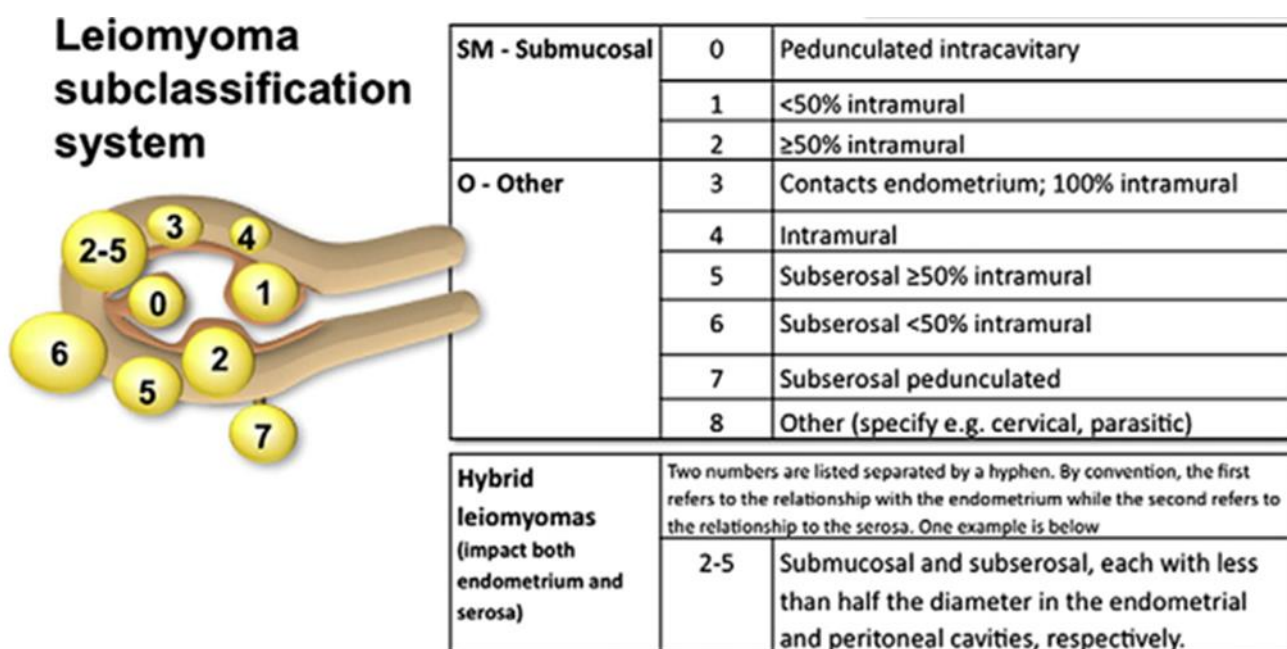 Leiomyoma
subclassification
system
2-5
3
4
0
1
6
5
2
7
SM - Submucosal
0
Pedunculated intracavitary
1
<50% intramural
2
≥50% intramural
O - Other
3
Contacts endometrium; 100% intramural
4
Intramural
5
Subserosal ≥50% intramural
6
Subserosal <50% intramural
7
Subserosal pedunculated
8
Other (specify e.g. cervical, parasitic)
Hybrid
leiomyomas
(impact both
endometrium and
serosa)
Two numbers are listed separated by a hyphen. By convention, the first
refers to the relationship with the endometrium while the second refers to
the relationship to the serosa. One example is below
2-5
Submucosal and subserosal, each with less
than half the diameter in the endometrial
and peritoneal cavities, respectively.